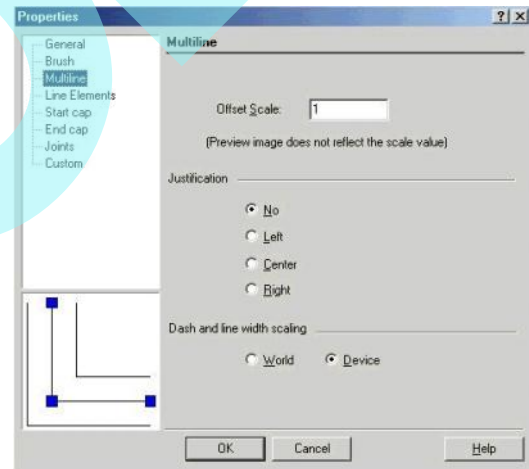 Properties
General
Brush
Multiline
Line Elements
Start cap
End cap
Joints
Custom
Multiline
Offset Scale: 1
(Preview image does not reflect the scale value)
Justification
No
Left
Center
Right
Dash and line width scaling
World Device
OK Cancel Help